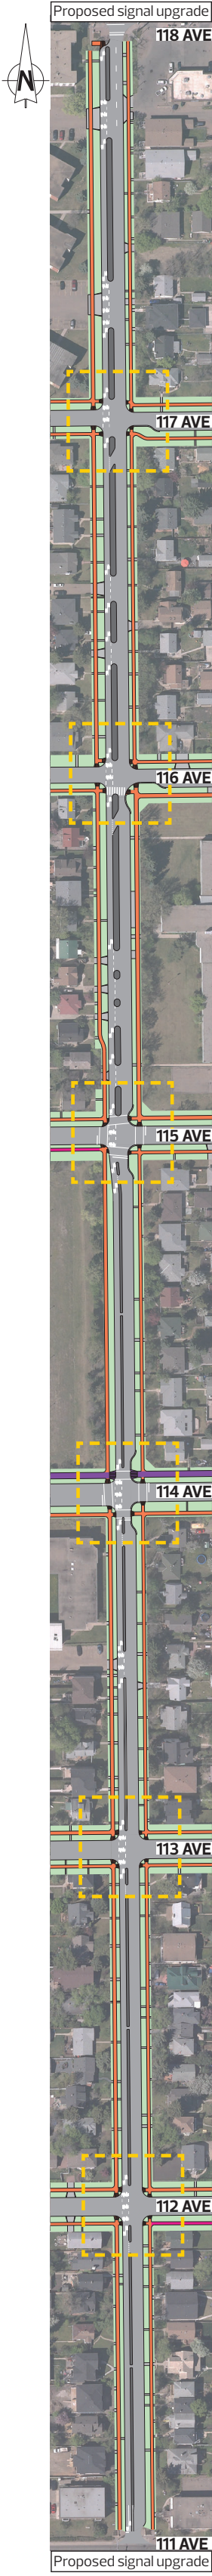 Proposed signal upgrade
118 AVE
N
117 AVE
116 AVE
115 AVE
114 AVE
113 AVE
112 AVE
111 AVE
Proposed signal upgrade